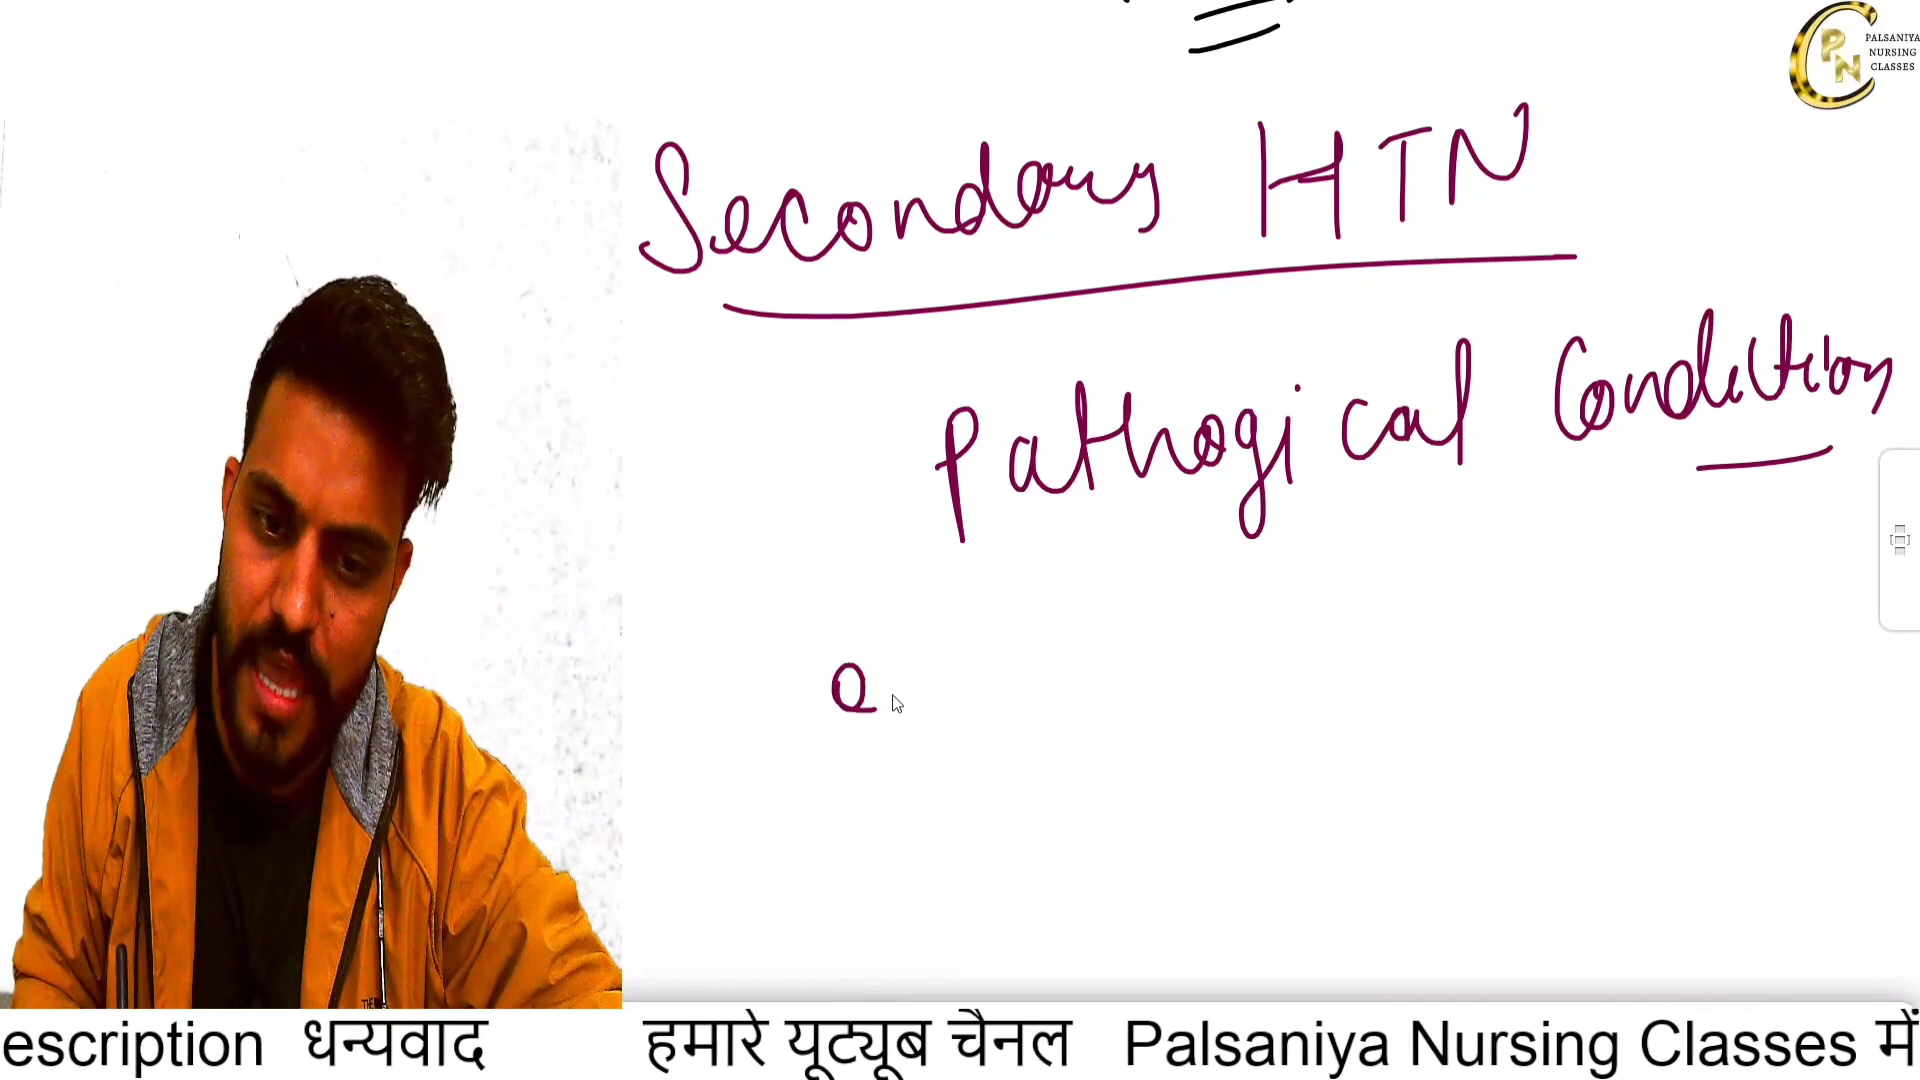 PALSANIYA
NURSING
CLASSES
Secondary HTN
Pathogical Condition
escription धन्यवाद हमारे यूट्यूब चैनल Palsaniya Nursing Classes में